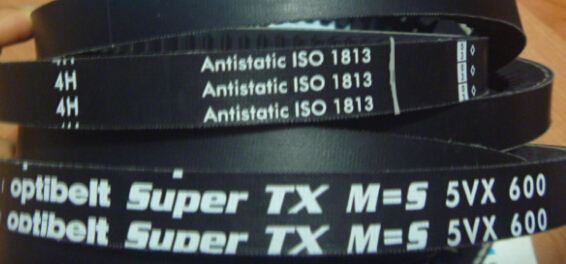 4H Antistatic ISO 1813
4H Antistatic ISO 1813
4H Antistatic ISO 1813
optibelt Super TX M=S 5VX 600
optibelt Super TX M=S 5VX 600